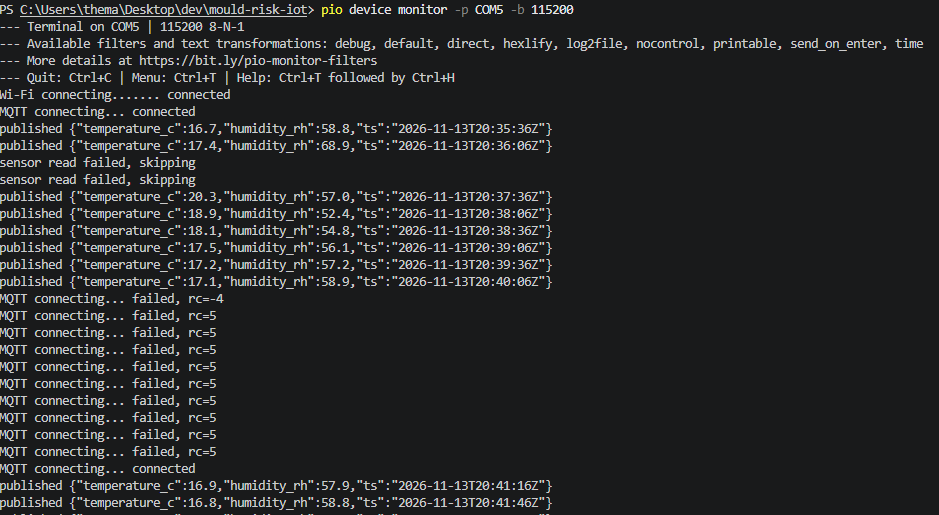 PS C:\Users\thema\Desktop\dev\mould-risk-iot> pio device monitor -p COM5 -b 115200
--- Terminal on COM5 | 115200 8-N-1
--- Available filters and text transformations: debug, default, direct, hexlify, log2file, nocontrol, printable, send_on_enter, time
--- More details at https://bit.ly/pio-monitor-filters
--- Quit: Ctrl+C | Menu: Ctrl+T | Help: Ctrl+T followed by Ctrl+H
Wi-Fi connecting....... connected
MQTT connecting... connected
published {"temperature_c":16.7,"humidity_rh":58.8,"ts":"2026-11-13T20:35:36Z"}
published {"temperature_c":17.4,"humidity_rh":68.9,"ts":"2026-11-13T20:36:06Z"}
sensor read failed, skipping
sensor read failed, skipping
published {"temperature_c":20.3,"humidity_rh":57.0,"ts":"2026-11-13T20:37:36Z"}
published {"temperature_c":18.9,"humidity_rh":52.4,"ts":"2026-11-13T20:38:06Z"}
published {"temperature_c":18.1,"humidity_rh":54.8,"ts":"2026-11-13T20:38:36Z"}
published {"temperature_c":17.5,"humidity_rh":56.1,"ts":"2026-11-13T20:39:06Z"}
published {"temperature_c":17.2,"humidity_rh":57.2,"ts":"2026-11-13T20:39:36Z"}
published {"temperature_c":17.1,"humidity_rh":58.9,"ts":"2026-11-13T20:40:06Z"}
MQTT connecting... failed, rc=-4
MQTT connecting... failed, rc=5
MQTT connecting... failed, rc=5
MQTT connecting... failed, rc=5
MQTT connecting... failed, rc=5
MQTT connecting... failed, rc=5
MQTT connecting... failed, rc=5
MQTT connecting... failed, rc=5
MQTT connecting... failed, rc=5
MQTT connecting... failed, rc=5
MQTT connecting... connected
published {"temperature_c":16.9,"humidity_rh":57.9,"ts":"2026-11-13T20:41:16Z"}
published {"temperature_c":16.8,"humidity_rh":58.8,"ts":"2026-11-13T20:41:46Z"}